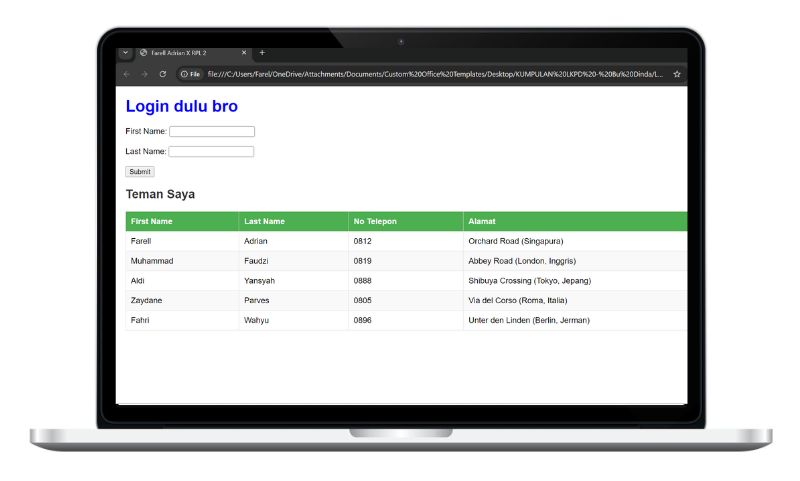 Farell Adrian X RPL 2
File file:///C:/Users/Farel/OneDrive/Attachments/Documents/Custom%20Office%20Templates/Desktop/KUMPULAN%20LKPD%20-%20Bu%20Dinda/L...
Login dulu bro
First Name:
Last Name:
Submit
Teman Saya
First Name Last Name No Telepon Alamat
Farell Adrian 0812 Orchard Road (Singapura)
Muhammad Faudzi 0819 Abbey Road (London, Inggris)
Aldi Yansyah 0888 Shibuya Crossing (Tokyo, Jepang)
Zaydane Parves 0805 Via del Corso (Roma, Italia)
Fahri Wahyu 0896 Unter den Linden (Berlin, Jerman)